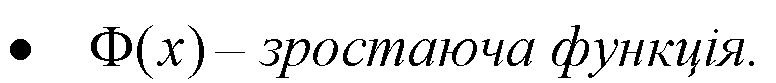 • Φ(x) – зростаюча функція.